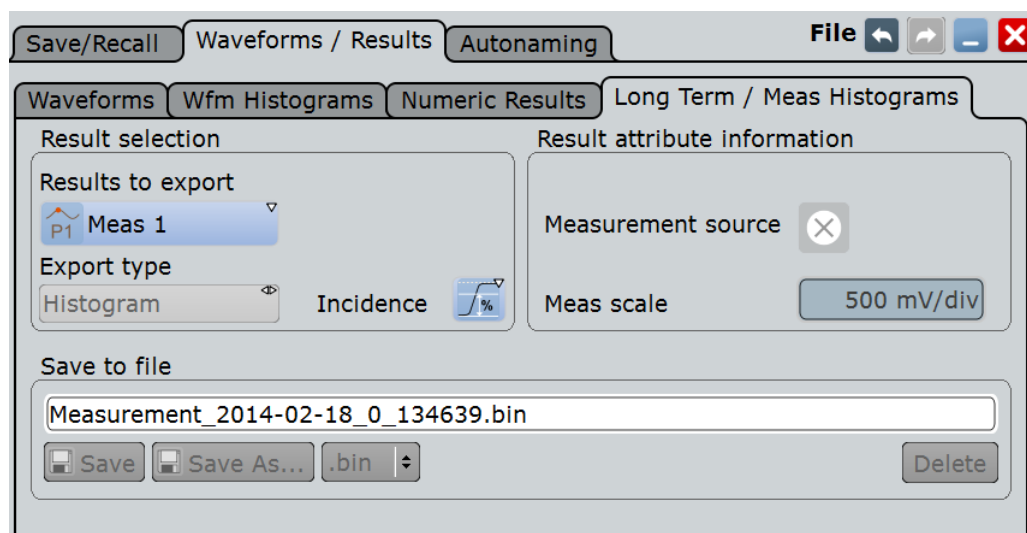 Save/Recall Waveforms / Results Autonaming File
Waveforms Wfm Histograms Numeric Results Long Term / Meas Histograms
Result selection
Results to export
P1 Meas 1
Export type
Histogram Incidence %
Result attribute information
Measurement source
Meas scale 500 mV/div
Save to file
Measurement_2014-02-18_0_134639.bin
Save Save As... .bin Delete